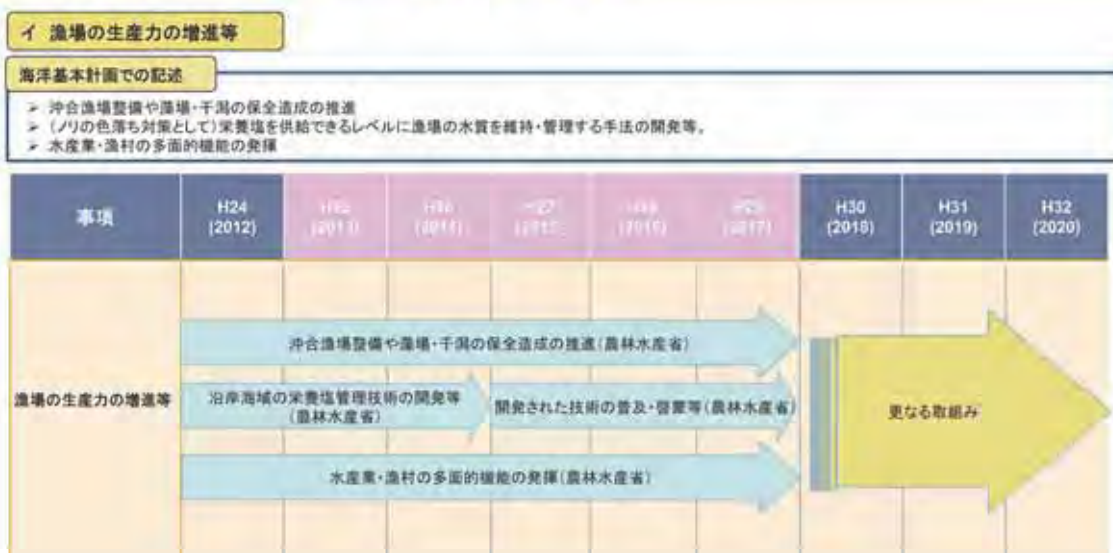 イ 漁場の生産力の増進等
海洋基本計画での記述
➢ 沖合漁場整備や藻場・干潟の保全造成の推進
➢ (ノリの色落ち対策として)栄養塩を供給できるレベルに漁場の水質を維持・管理する手法の開発等。
➢ 水産業・漁村の多面的機能の発揮
事項
H24
(2012)
H25
(2013)
H26
(2014)
H27
(2015)
H28
(2016)
H29
(2017)
H30
(2018)
H31
(2019)
H32
(2020)
漁場の生産力の増進等
沖合漁場整備や藻場・干潟の保全造成の推進(農林水産省)
沿岸海域の栄養塩管理技術の開発等
(農林水産省)
開発された技術の普及・啓蒙等(農林水産省)
水産業・漁村の多面的機能の発揮(農林水産省)
更なる取組み